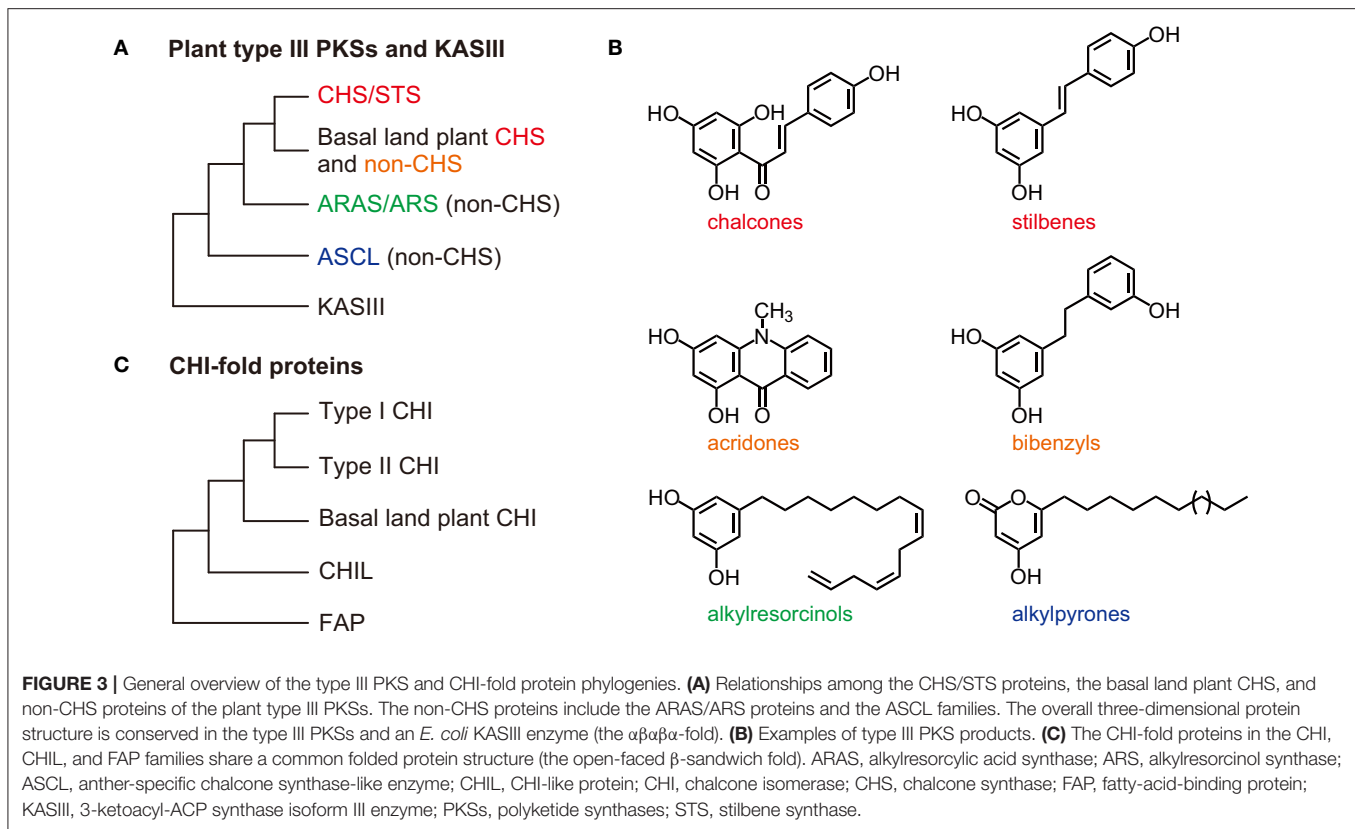 A Plant type III PKSs and KASIII
CHS/STS
Basal land plant CHS
and non-CHS
ARAS/ARS (non-CHS)
ASCL (non-CHS)
KASIII
B
OH
HO
OH
OH
O
chalcones
OH
HO
OH
stilbenes
CH3
HO
N
OH
O
acridones
HO
OH
OH
bibenzyls
HO
OH
alkylresorcinols
O
O
OH
( )
alkylpyrones
C CHI-fold proteins
Type I CHI
Type II CHI
Basal land plant CHI
CHIL
FAP
FIGURE 3 | General overview of the type III PKS and CHI-fold protein phylogenies. (A) Relationships among the CHS/STS proteins, the basal land plant CHS, and
non-CHS proteins of the plant type III PKSs. The non-CHS proteins include the ARAS/ARS proteins and the ASCL families. The overall three-dimensional protein
structure is conserved in the type III PKSs and an E. coli KASIII enzyme (the αβαβα-fold). (B) Examples of type III PKS products. (C) The CHI-fold proteins in the CHI,
CHIL, and FAP families share a common folded protein structure (the open-faced β-sandwich fold). ARAS, alkylresorcylic acid synthase; ARS, alkylresorcinol synthase;
ASCL, anther-specific chalcone synthase-like enzyme; CHIL, CHI-like protein; CHI, chalcone isomerase; CHS, chalcone synthase; FAP, fatty-acid-binding protein;
KASIII, 3-ketoacyl-ACP synthase isoform III enzyme; PKSs, polyketide synthases; STS, stilbene synthase.